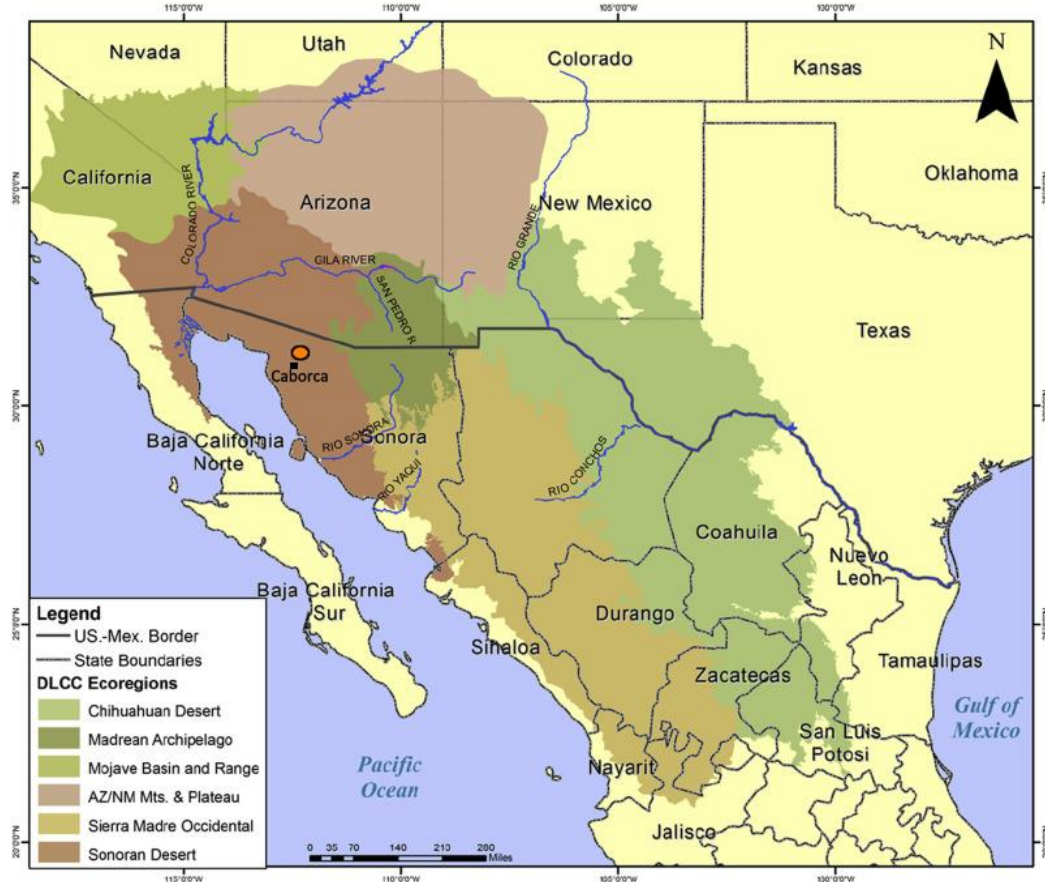 115°0'0"W
110°0'0"W
105°0'0"W
100°0'0"W
Nevada
Utah
Colorado
Kansas
N
California
Arizona
New Mexico
Oklahoma
Texas
35°0'0"N
COLORADO RIVER
GILA RIVER
SAN PEDRO R.
RIO GRANDE
Caborca
30°0'0"N
Baja California
Norte
Sonora
RIO SONORA
RIO YAQUI
RIO CONCHOS
Coahuila
Nuevo
Leon
Baja California
Sur
Durango
Sinaloa
25°0'0"N
Zacatecas
Tamaulipas
San Luis
Potosi
Gulf of
Mexico
Nayarit
Jalisco
Pacific
Ocean
20°0'0"N
Legend
US.-Mex. Border
State Boundaries
DLCC Ecoregions
Chihuahuan Desert
Madrean Archipelago
Mojave Basin and Range
AZ/NM Mts. & Plateau
Sierra Madre Occidental
Sonoran Desert
0 35 70 140 210 280
Miles
115°0'0"W
110°0'0"W
105°0'0"W
100°0'0"W